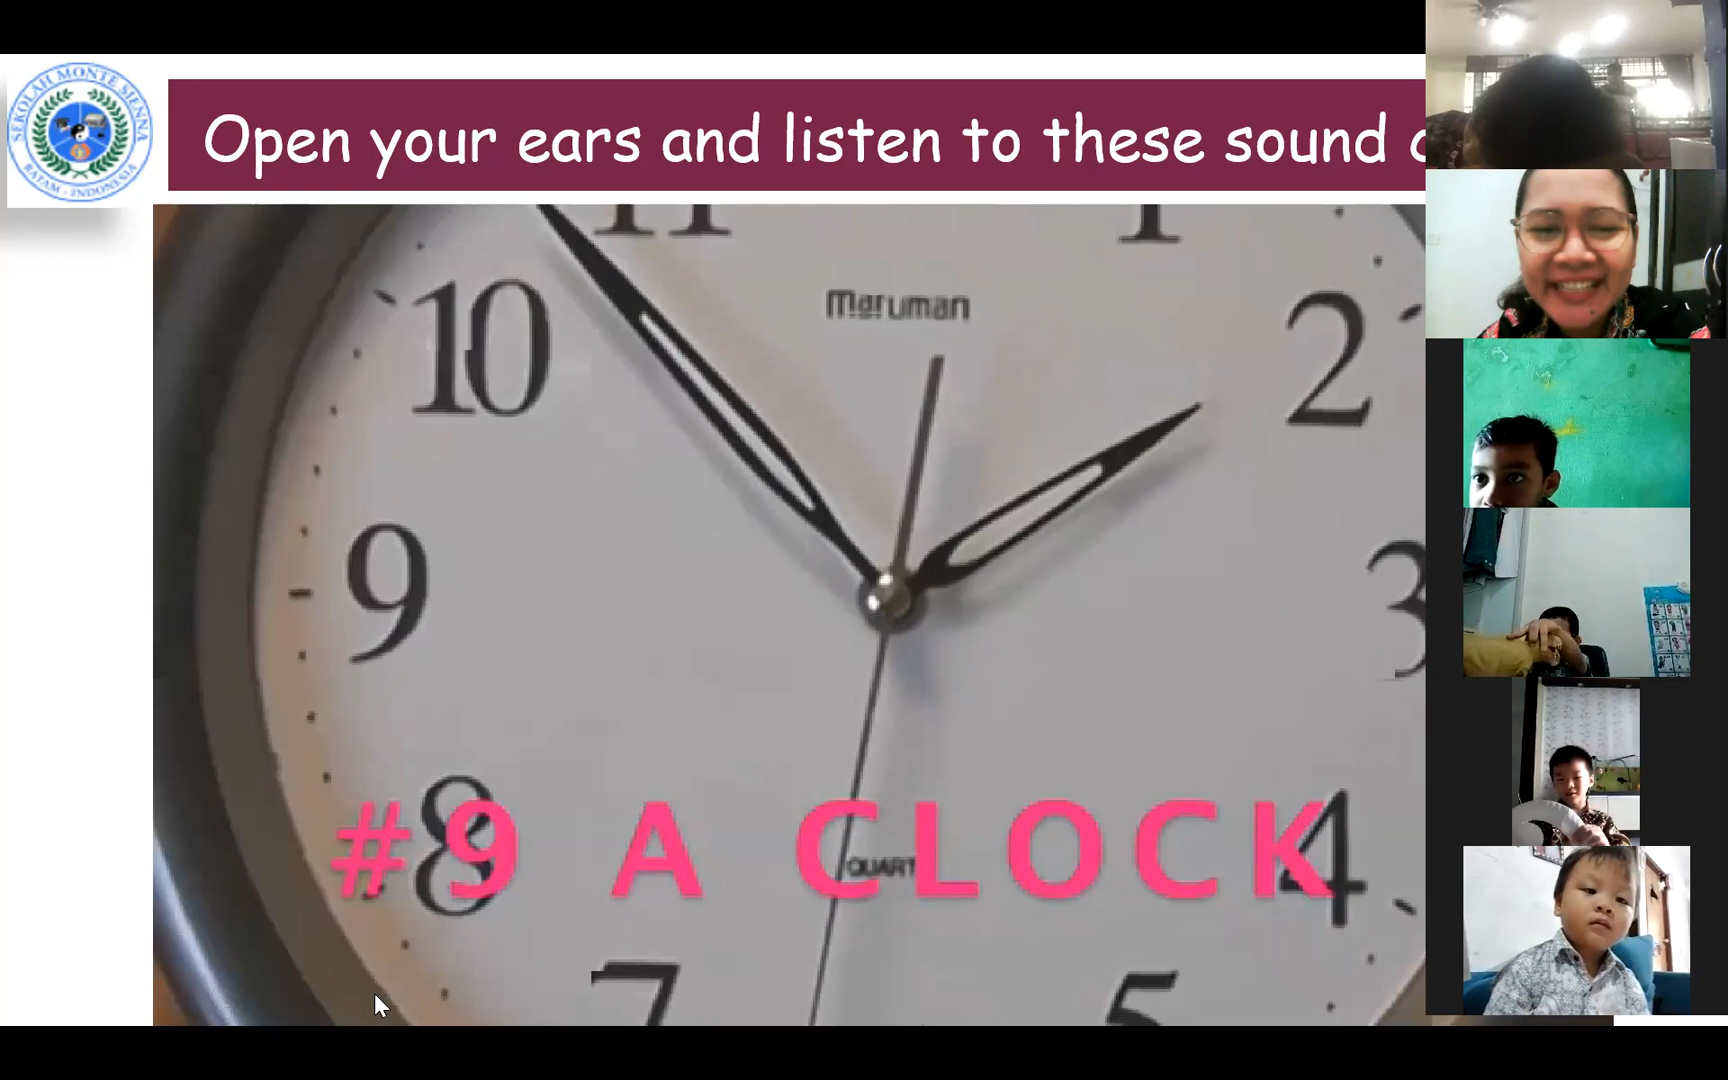 SEKOLAH MONTE SIENNA
BATAM - INDONESIA
Open your ears and listen to these sound
11 1
10 maruman 2
9 3
8 4
#9 A CLOCK
QUART
7 5